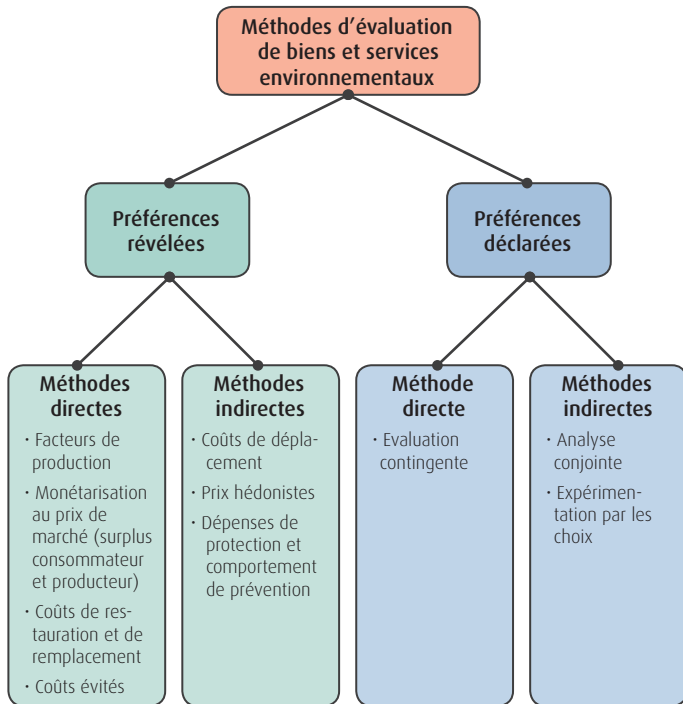 Méthodes d'évaluation
de biens et services
environnementaux
Préférences
révélées
Préférences
déclarées
Méthodes
directes
· Facteurs de
production
· Monétarisation
au prix de
marché (surplus
consommateur
et producteur)
· Coûts de res-
tauration et de
remplacement
· Coûts évités
Méthodes
indirectes
· Coûts de dépla-
cement
· Prix hédonistes
· Dépenses de
protection et
comportement
de prévention
Méthode
directe
· Evaluation
contingente
Méthodes
indirectes
· Analyse
conjointe
· Expérimen-
tation par les
choix